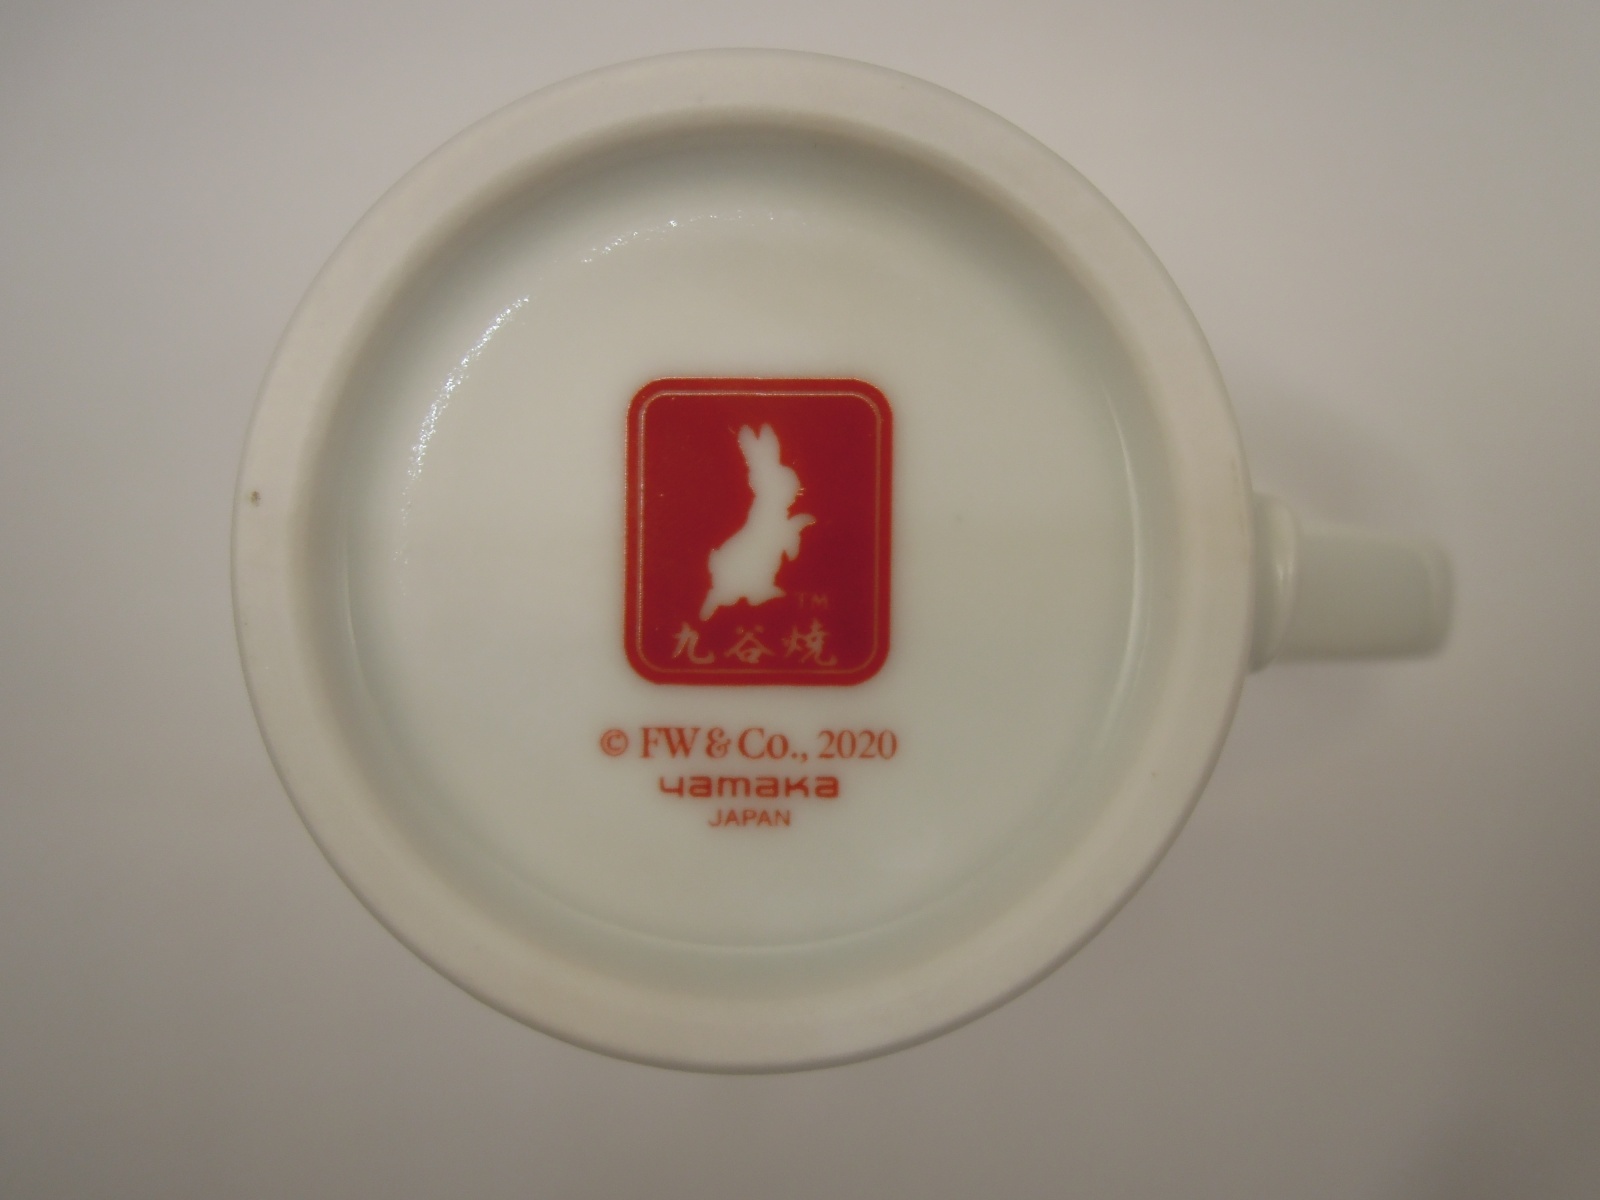 TM
九谷焼
© FW & Co., 2020
yamaka
JAPAN